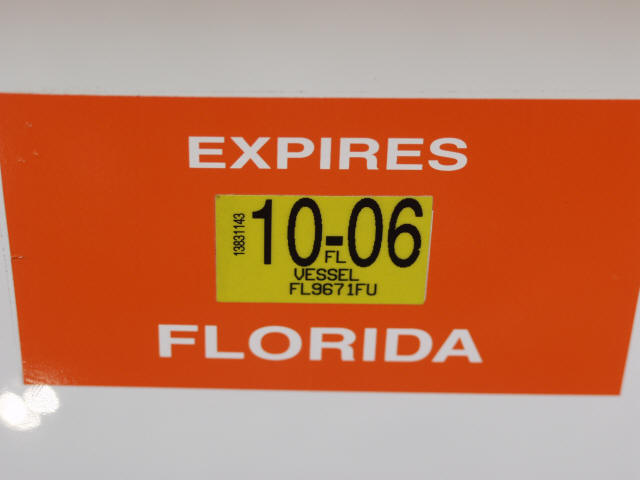 EXPIRES
13831143
10-06
FL
VESSEL
FL9671FU
FLORIDA